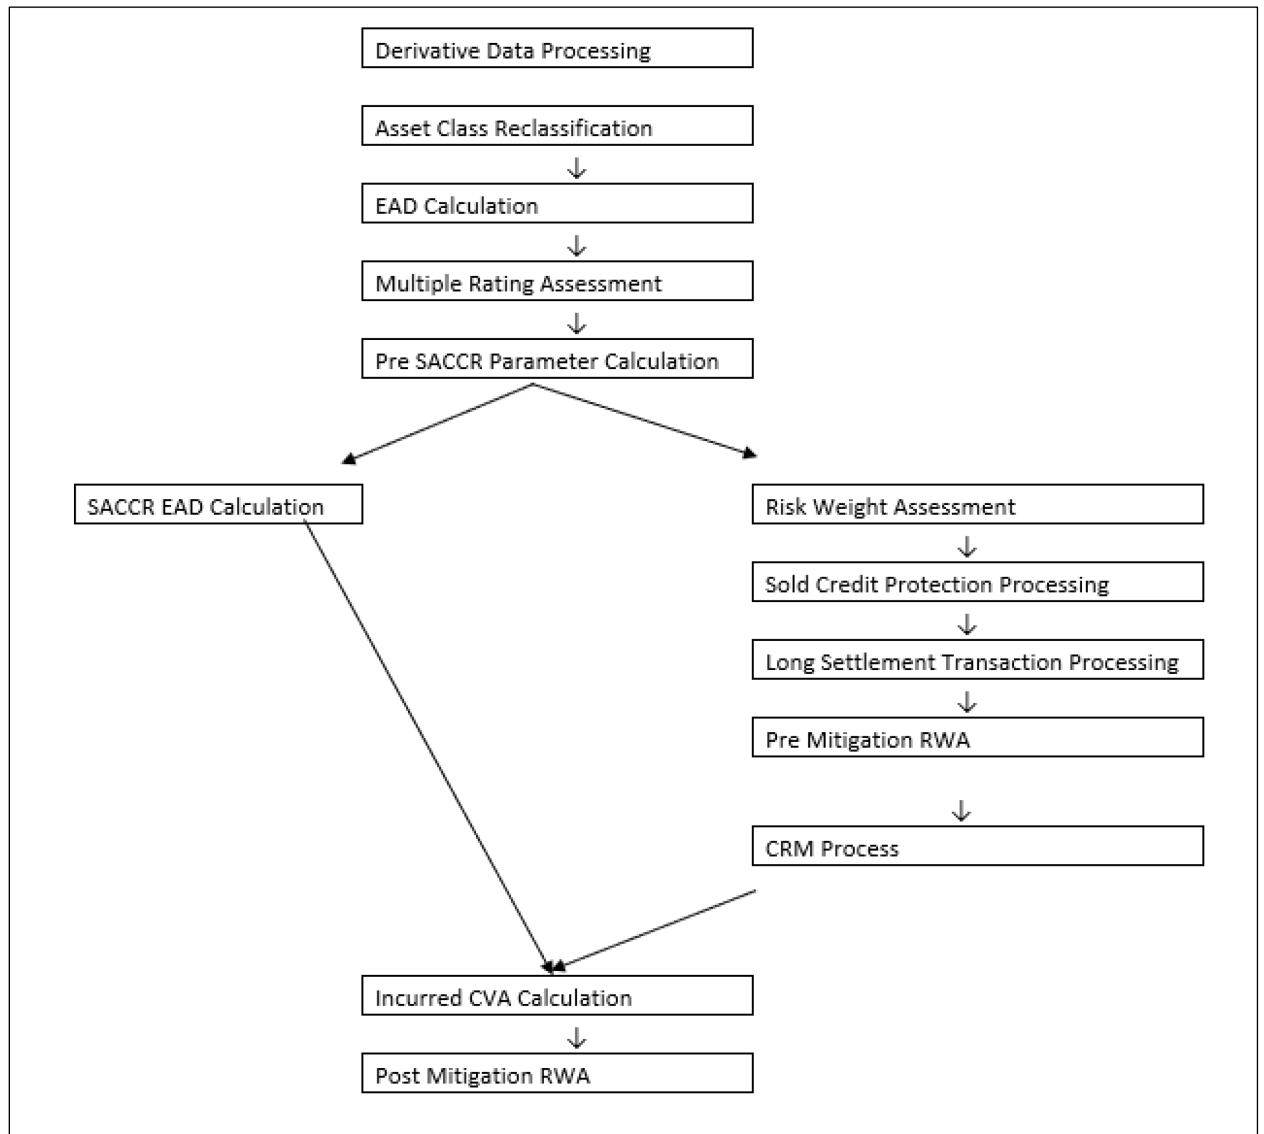 Derivative Data Processing
Asset Class Reclassification
EAD Calculation
Multiple Rating Assessment
Pre SACCR Parameter Calculation
SACCR EAD Calculation
Risk Weight Assessment
Sold Credit Protection Processing
Long Settlement Transaction Processing
Pre Mitigation RWA
CRM Process
Incurred CVA Calculation
Post Mitigation RWA